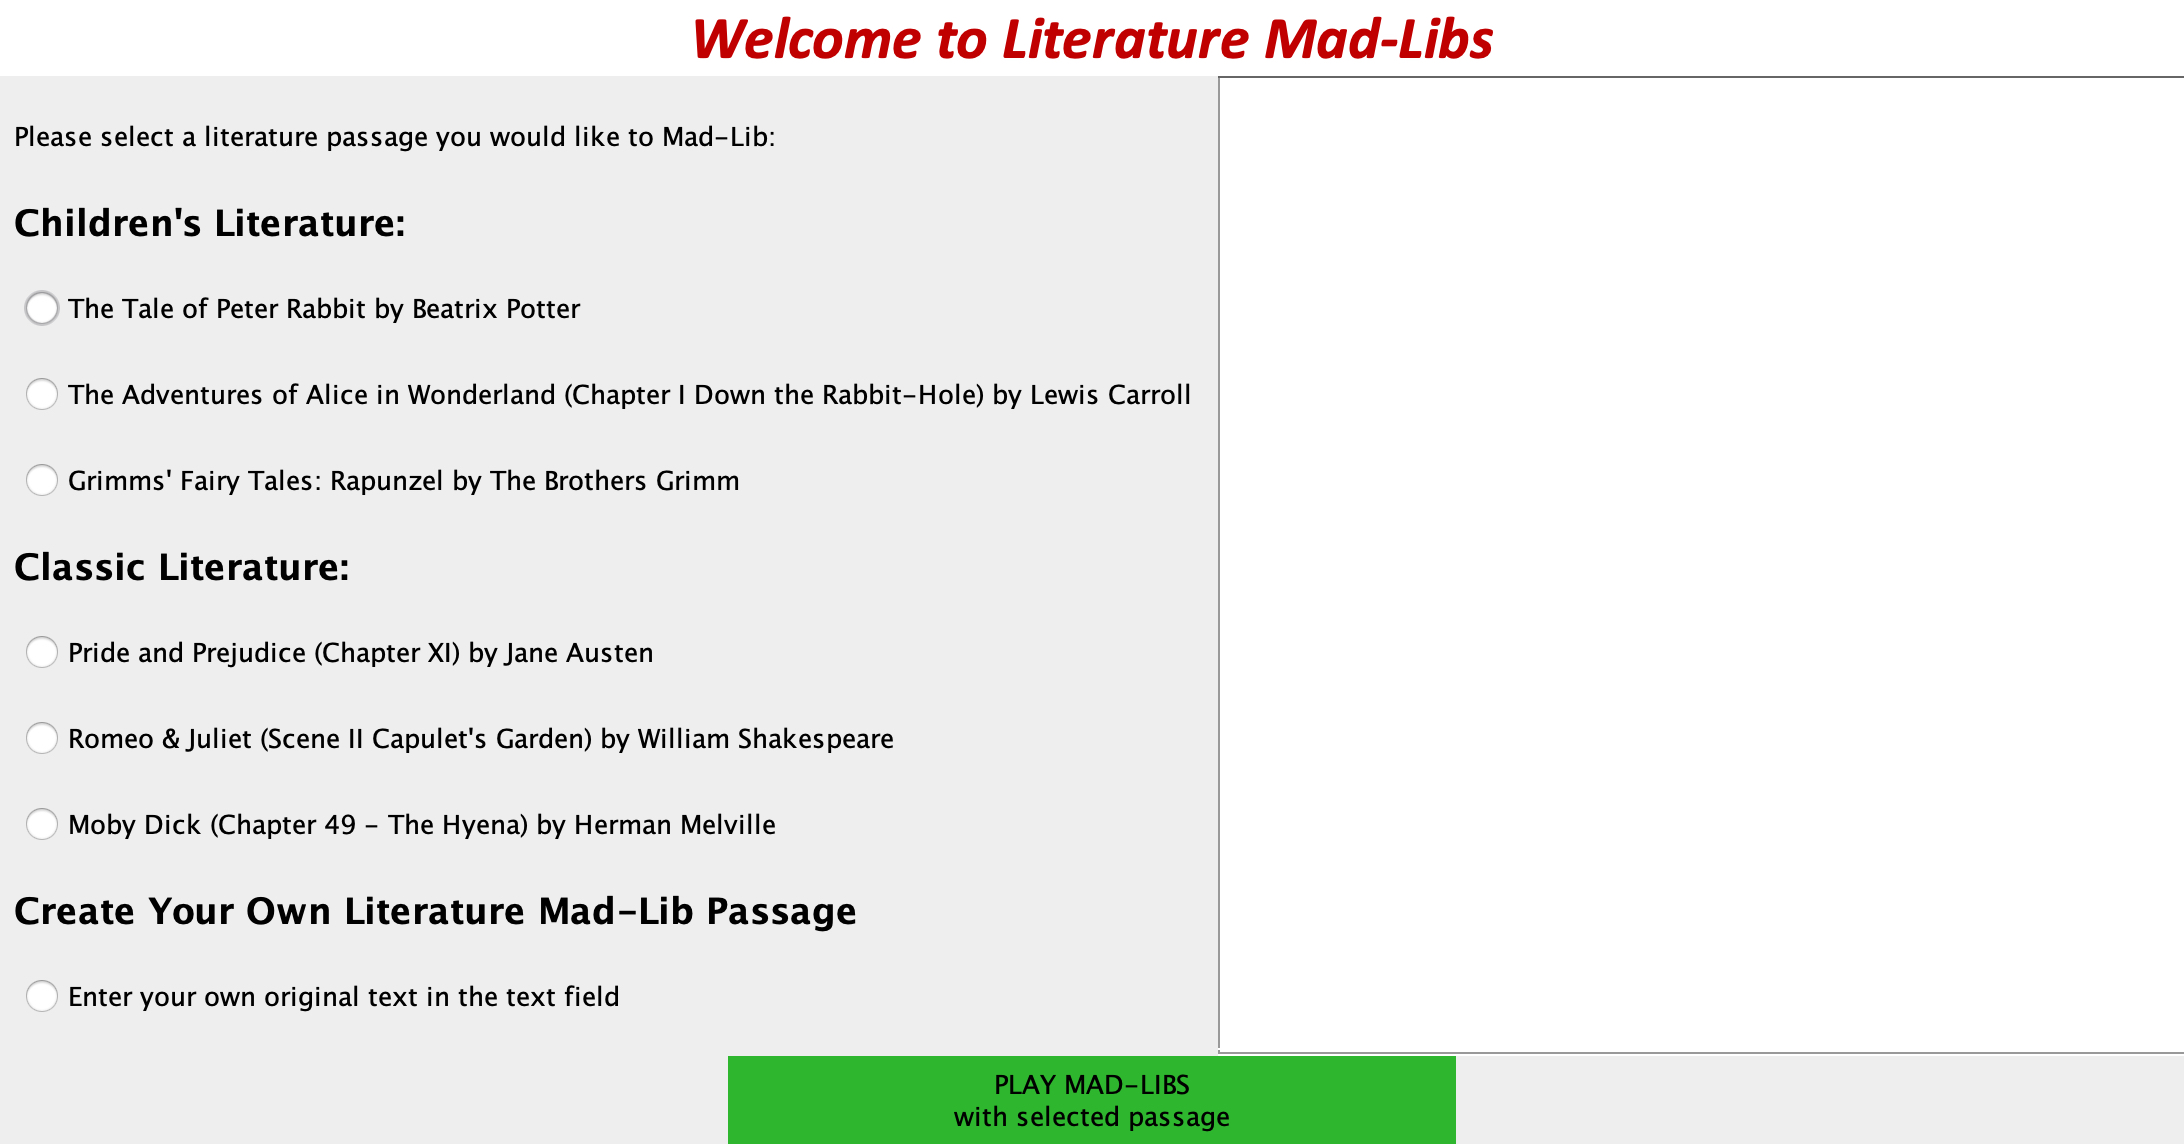 Welcome to Literature Mad-Libs
Please select a literature passage you would like to Mad-Lib:
Children's Literature:
The Tale of Peter Rabbit by Beatrix Potter
The Adventures of Alice in Wonderland (Chapter I Down the Rabbit-Hole) by Lewis Carroll
Grimms' Fairy Tales: Rapunzel by The Brothers Grimm
Classic Literature:
Pride and Prejudice (Chapter XI) by Jane Austen
Romeo & Juliet (Scene II Capulet's Garden) by William Shakespeare
Moby Dick (Chapter 49 - The Hyena) by Herman Melville
Create Your Own Literature Mad-Lib Passage
Enter your own original text in the text field
PLAY MAD-LIBS
with selected passage